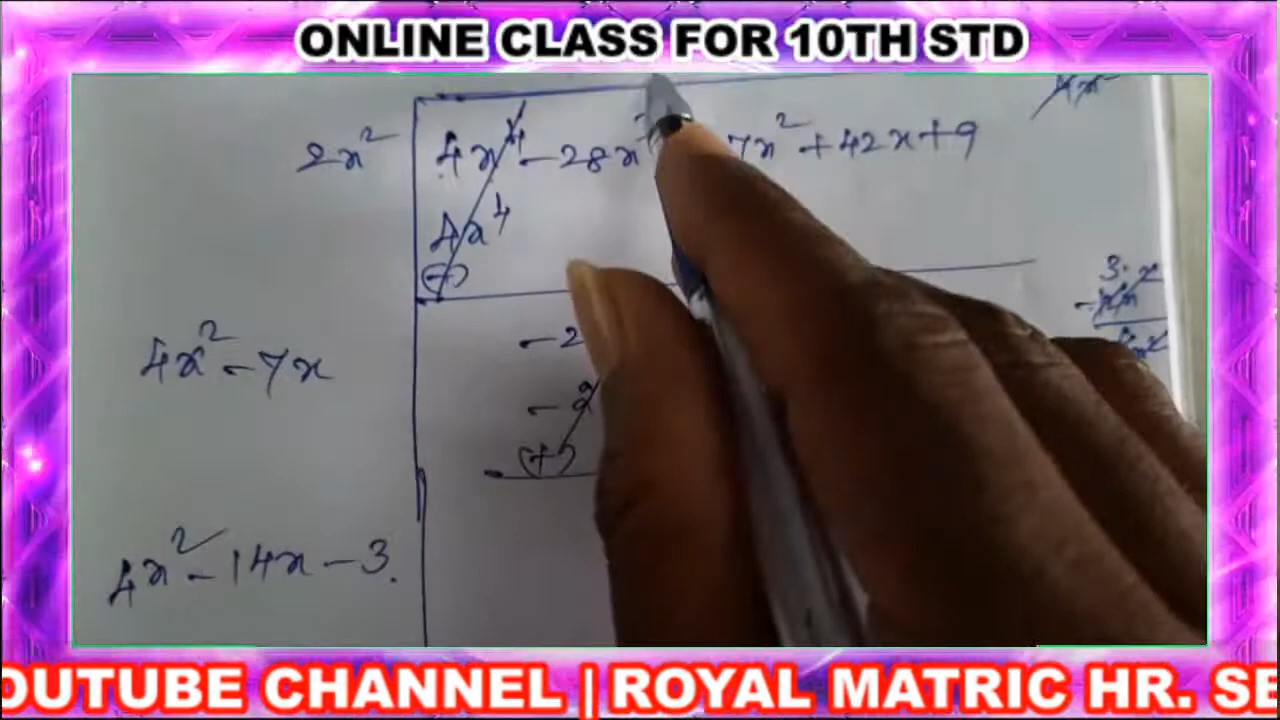 ONLINE CLASS FOR 10TH STD
2x² 4x⁴ - 28x 7x² + 42x + 9
4x⁴
(-)
3.x
4x² - 7x
(+)
4x² - 14x - 3.
OUTUBE CHANNEL | ROYAL MATRIC HR. SE